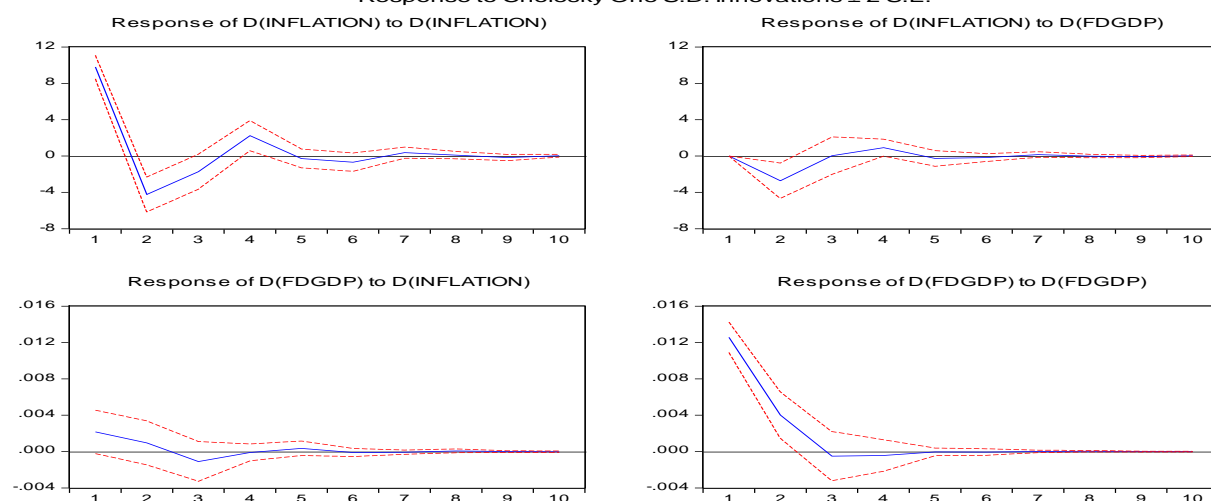 Response to Cholesky One S.D. Innovations ± 2 S.E.
Response of D(INFLATION) to D(INFLATION)
12
8
4
0
-4
-8
1 2 3 4 5 6 7 8 9 10
Response of D(INFLATION) to D(FDGDP)
12
8
4
0
-4
-8
1 2 3 4 5 6 7 8 9 10
Response of D(FDGDP) to D(INFLATION)
.016
.012
.008
.004
.000
-.004
1 2 3 4 5 6 7 8 9 10
Response of D(FDGDP) to D(FDGDP)
.016
.012
.008
.004
.000
-.004
1 2 3 4 5 6 7 8 9 10